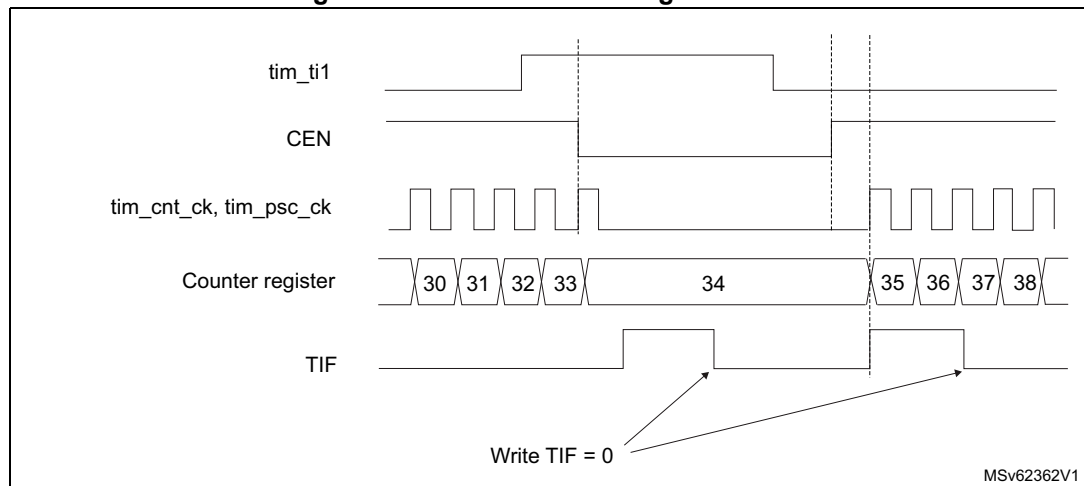 tim_ti1
CEN
tim_cnt_ck, tim_psc_ck
Counter register
30 31 32 33 34 35 36 37 38
TIF
Write TIF = 0
MSv62362V1